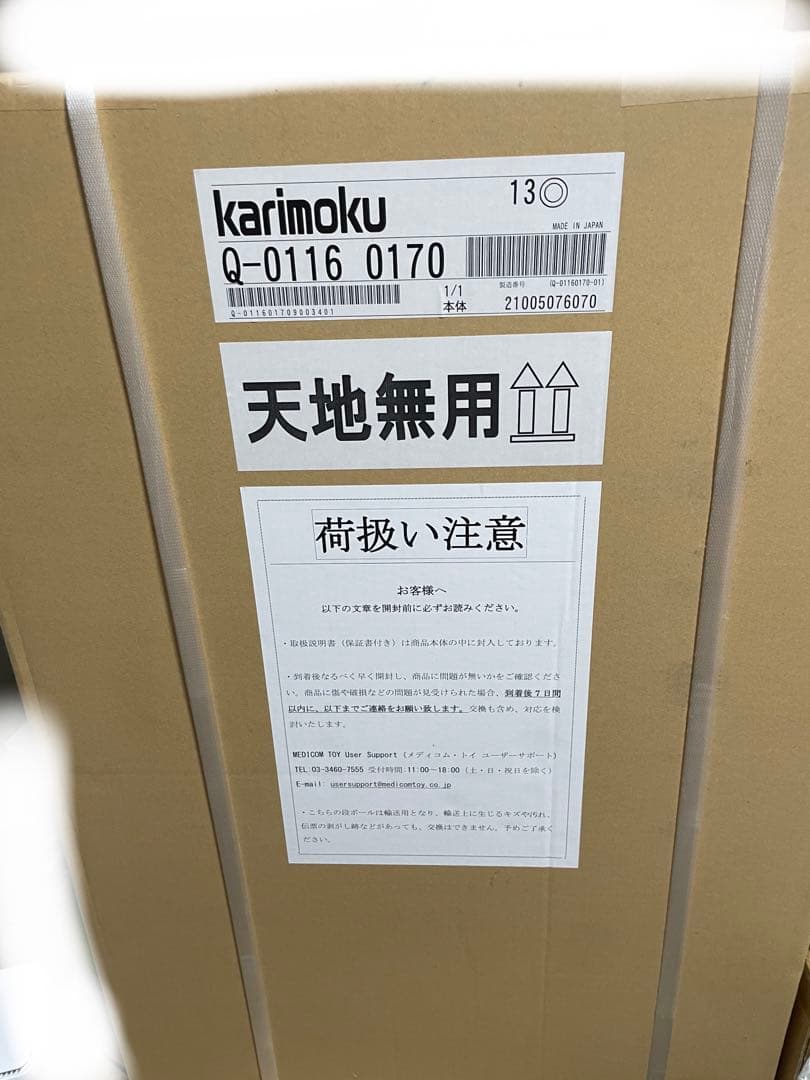 karimoku
13◎
MADE IN JAPAN
Q-0116 0170
(Q-01160170-01)
Q-011601709003401
1/1
本体
製造番号
21005076070
天地無用
荷扱い注意
お客様へ
以下の文章を開封前に必ずお読みください。
・取扱説明書（保証書付き）は商品本体の中に封入しております。
・到着後なるべく早く開封し、商品に問題が無いかをご確認くださ
い。商品に傷や破損などの問題が見受けられた場合、到着後７日間
以内に、以下までご連絡をお願い致します。交換も含め、対応を検
討いたします。
MEDICOM TOY User Support（メディコム・トイ ユーザーサポート）
TEL:03-3460-7555 受付時間:11:00～18:00（土・日・祝日を除く）
E-mail: usersupport@medicomtoy.co.jp
・こちらの段ボールは輸送用となり、輸送上に生じるキズや汚れ、
伝票の剥がし跡などがあっても、交換はできません。予めご了承く
ださい。